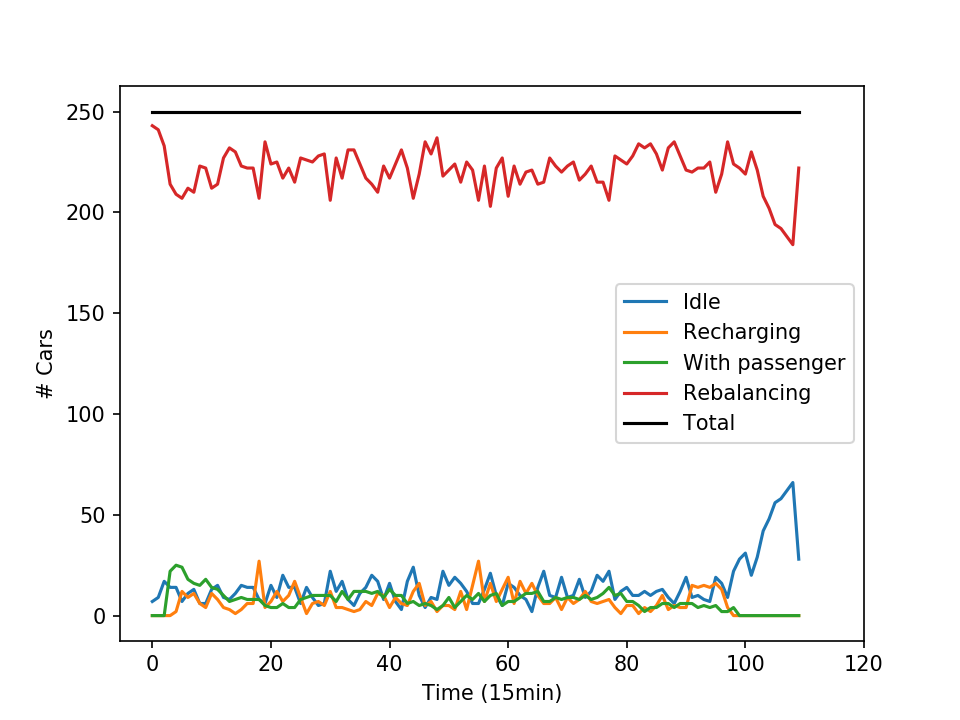 250
200
150
100
50
0
# Cars
Idle
Recharging
With passenger
Rebalancing
Total
0 20 40 60 80 100 120
Time (15min)